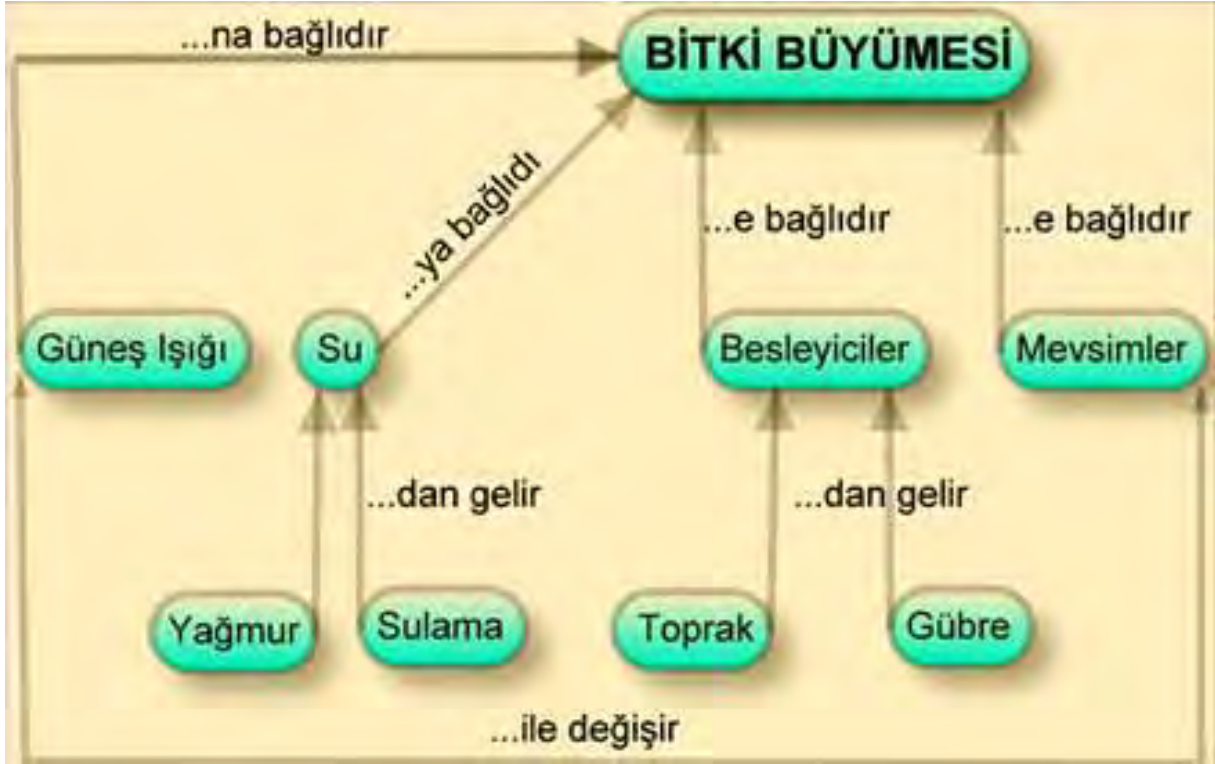 ...na bağlıdır
BİTKİ BÜYÜMESİ
...ya bağlıdı
...e bağlıdır
...e bağlıdır
Güneş Işığı
Su
Besleyiciler
Mevsimler
...dan gelir
...dan gelir
Yağmur
Sulama
Toprak
Gübre
...ile değişir